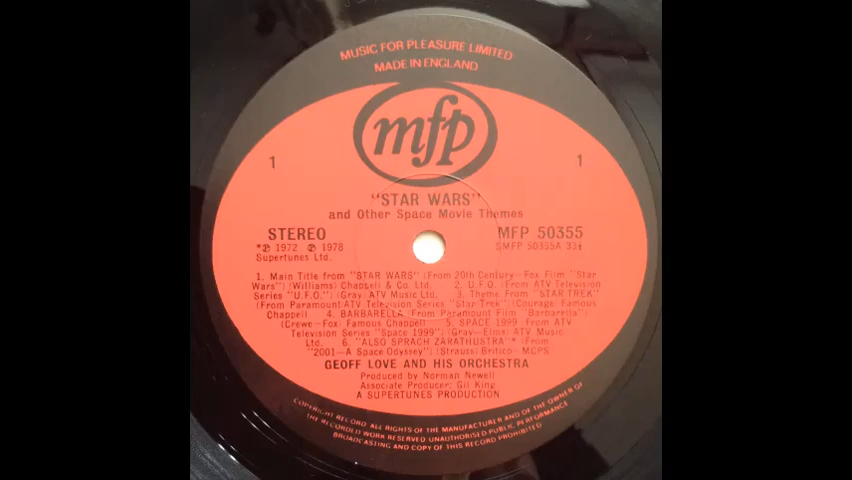 MUSIC FOR PLEASURE LIMITED
MADE IN ENGLAND
mfp
1 1
"STAR WARS"
and Other Space Movie Themes
STEREO MFP 50355
*℗ 1972 ℗ 1978 SMFP 50355A 33⅓
Supertunes Ltd.
1. Main Title from "STAR WARS" (From 20th Century-Fox Film "Star
Wars") (Williams) Chappell & Co. Ltd. 2. U.F.O. (From ATV Television
Series "U.F.O.") (Gray) ATV Music Ltd. 3. Theme From "STAR TREK"
(From Paramount/ATV Television Series "Star Trek") (Courage) Famous
Chappell 4. BARBARELLA (From Paramount Film "Barbarella")
(Crewe-Fox) Famous Chappell 5. SPACE 1999 (From ATV
Television Series "Space 1999") (Gray-Elms) ATV Music
Ltd. 6. "ALSO SPRACH ZARATHUSTRA"* (From
"2001-A Space Odyssey") (Strauss) Britico-MCPS
GEOFF LOVE AND HIS ORCHESTRA
Produced by Norman Newell
Associate Producer: Gil King
A SUPERTUNES PRODUCTION
COPYRIGHT RECORD ALL RIGHTS OF THE MANUFACTURER AND OF THE OWNER OF
THE RECORDED WORK RESERVED UNAUTHORISED PUBLIC PERFORMANCE
BROADCASTING AND COPY OF THIS RECORD PROHIBITED